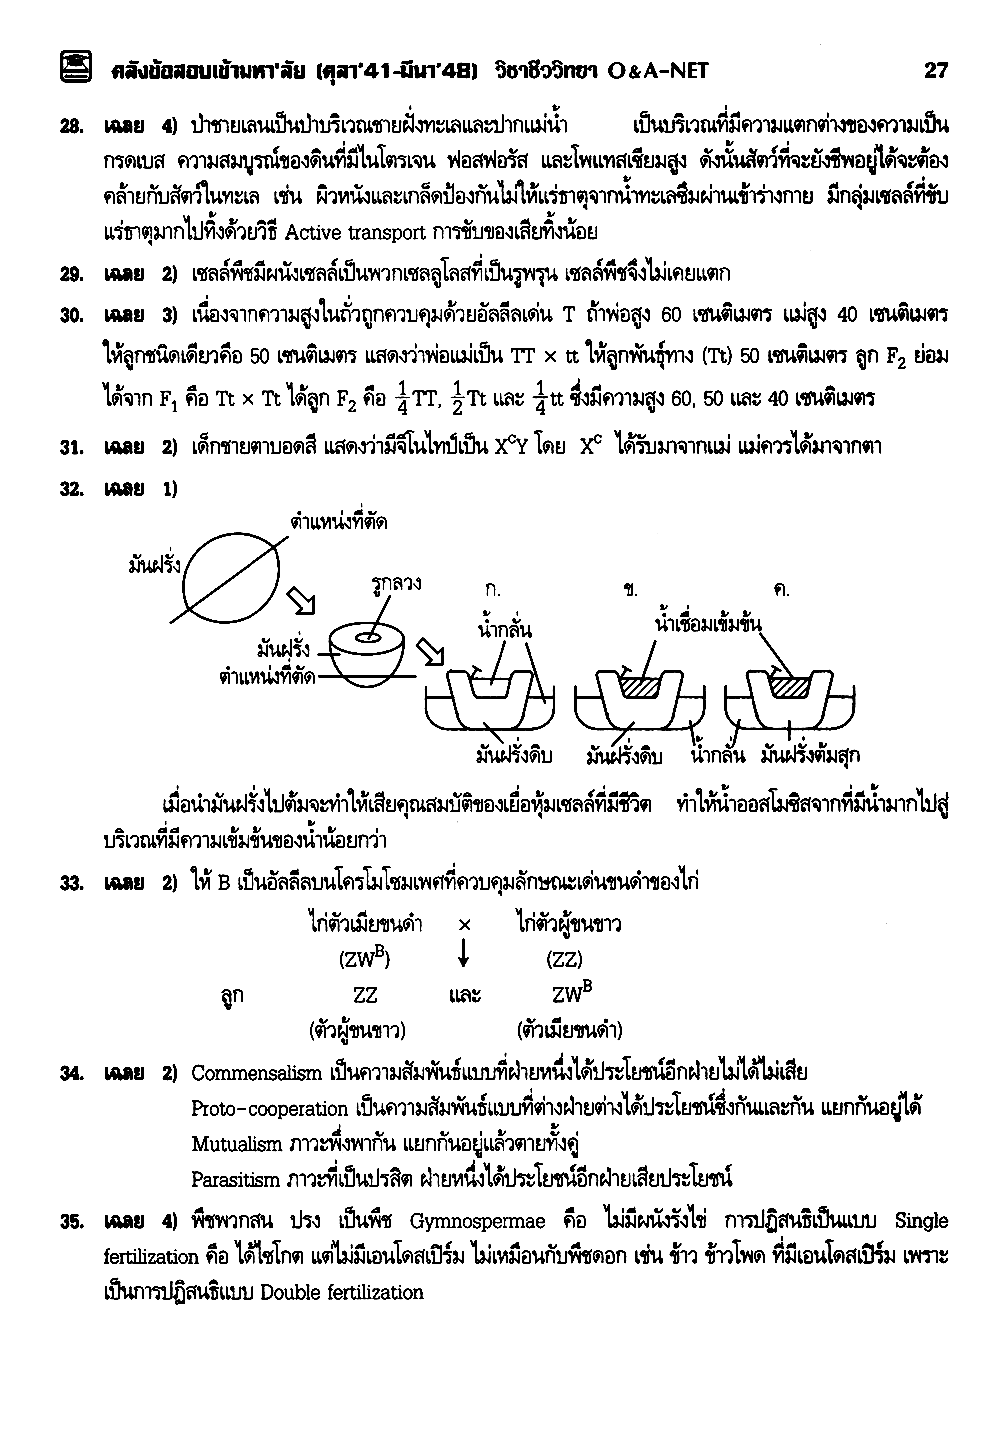 คลังข้อสอบเข้ามหา'ลัย (ตุลา'41-มีนา'48) วิชาชีววิทยา O & A-NET 27
28. เฉลย 4) ป่าชายเลนเป็นป่าบริเวณชายฝั่งทะเลและปากแม่น้ำ เป็นบริเวณที่มีความแตกต่างของความเป็น
กรดเบส ความสมบูรณ์ของดินที่มีไนโตรเจน ฟอสฟอรัส และโพแทสเซียมสูง ดังนั้นสัตว์ที่จะยังชีพอยู่ได้จะต้อง
คล้ายกับสัตว์ในทะเล เช่น ผิวหนังและเกล็ดป้องกันไม่ให้แร่ธาตุจากน้ำทะเลซึมผ่านเข้าร่างกาย มีกลุ่มเซลล์ที่ขับ
แร่ธาตุมากไปทิ้งด้วยวิธี Active transport การขับของเสียทิ้งน้อย
29. เฉลย 2) เซลล์พืชมีผนังเซลล์เป็นพวกเซลลูโลสที่เป็นรูพรุน เซลล์พืชจึงไม่เคยแตก
30. เฉลย 3) เนื่องจากความสูงในถั่วถูกควบคุมด้วยอัลลีลเด่น T ถ้าพ่อสูง 60 เซนติเมตร แม่สูง 40 เซนติเมตร
ให้ลูกชนิดเดียวคือ 50 เซนติเมตร แสดงว่าพ่อแม่เป็น TT × tt ให้ลูกพันธุ์ทาง (Tt) 50 เซนติเมตร ลูก F₂ ย่อม
ได้จาก F₁ คือ Tt × Tt ได้ลูก F₂ คือ 1/4 TT, 1/2 Tt และ 1/4 tt ซึ่งมีความสูง 60, 50 และ 40 เซนติเมตร
31. เฉลย 2) เด็กชายตาบอดสี แสดงว่ามีจีโนไทป์เป็น XᶜY โดย Xᶜ ได้รับมาจากแม่ แม่ควรได้มาจากตา
32. เฉลย 1)
ตำแหน่งที่ตัด
มันฝรั่ง
รูกลวง ก. ข. ค.
น้ำกลั่น น้ำเชื่อมเข้มข้น
มันฝรั่ง
ตำแหน่งที่ตัด
มันฝรั่งดิบ มันฝรั่งดิบ น้ำกลั่น มันฝรั่งต้มสุก
เมื่อนำมันฝรั่งไปต้มจะทำให้เสียคุณสมบัติของเยื่อหุ้มเซลล์ที่มีชีวิต ทำให้น้ำออสโมซิสจากที่มีน้ำมากไปสู่
บริเวณที่มีความเข้มข้นของน้ำน้อยกว่า
33. เฉลย 2) ให้ B เป็นอัลลีลบนโครโมโซมเพศที่ควบคุมลักษณะเด่นขนดำของไก่
ไก่ตัวเมียขนดำ × ไก่ตัวผู้ขนขาว
(ZWᴮ) ↓ (ZZ)
ลูก ZZ และ ZWᴮ
(ตัวผู้ขนขาว) (ตัวเมียขนดำ)
34. เฉลย 2) Commensalism เป็นความสัมพันธ์แบบที่ฝ่ายหนึ่งได้ประโยชน์อีกฝ่ายไม่ได้ไม่เสีย
Proto-cooperation เป็นความสัมพันธ์แบบที่ต่างฝ่ายต่างได้ประโยชน์ซึ่งกันและกัน แยกกันอยู่ได้
Mutualism ภาวะพึ่งพากัน แยกกันอยู่แล้วตายทั้งคู่
Parasitism ภาวะที่เป็นปรสิต ฝ่ายหนึ่งได้ประโยชน์อีกฝ่ายเสียประโยชน์
35. เฉลย 4) พืชพวกสน ปรง เป็นพืช Gymnospermae คือ ไม่มีผนังรังไข่ การปฏิสนธิเป็นแบบ Single
fertilization คือ ได้ไซโกต แต่ไม่มีเอนโดสเปิร์ม ไม่เหมือนกับพืชดอก เช่น ข้าว ข้าวโพด ที่มีเอนโดสเปิร์ม เพราะ
เป็นการปฏิสนธิแบบ Double fertilization